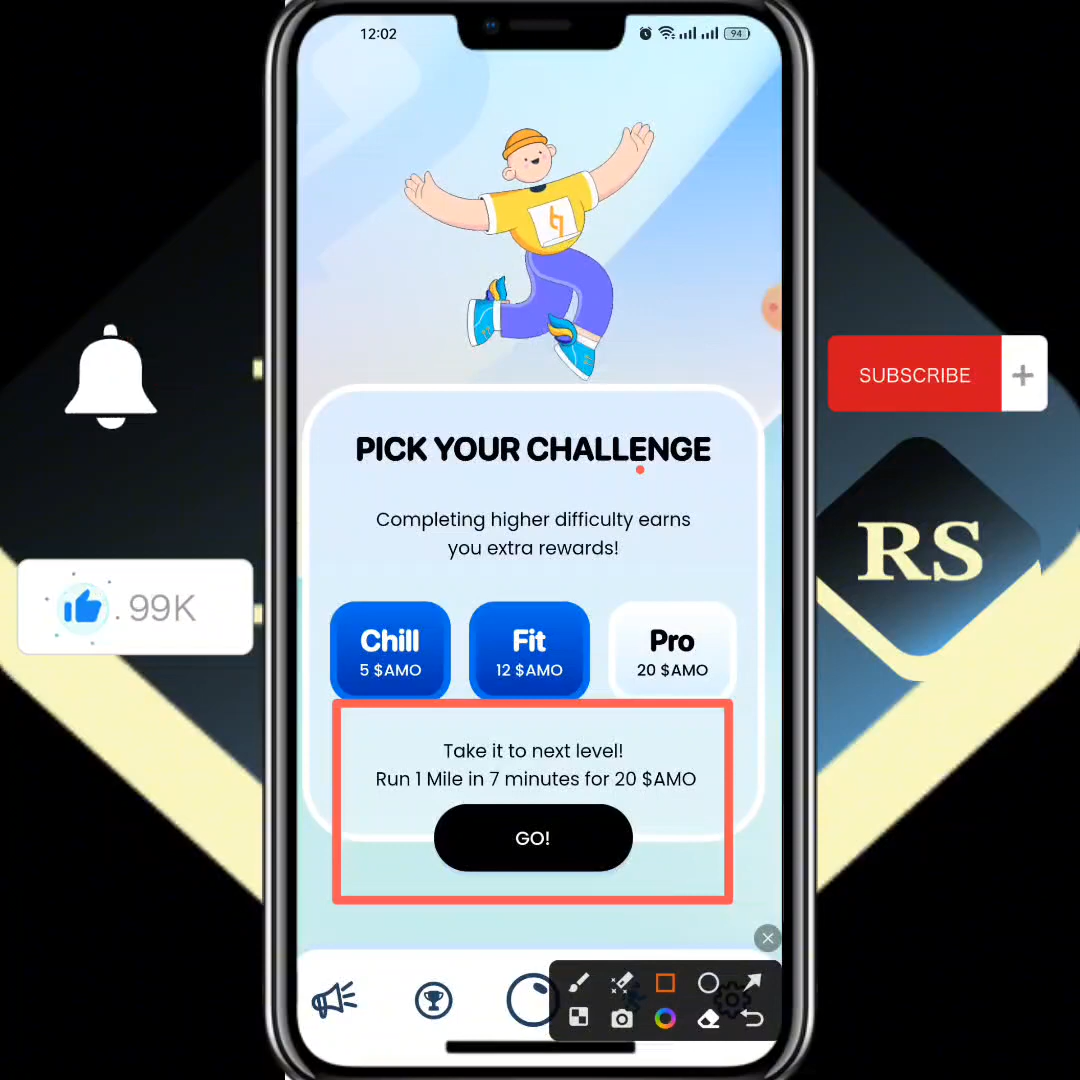 12:02
94
PICK YOUR CHALLENGE
Completing higher difficulty earns
you extra rewards!
Chill
5 $AMO
Fit
12 $AMO
Pro
20 $AMO
Take it to next level!
Run 1 Mile in 7 minutes for 20 $AMO
GO!
99K
SUBSCRIBE
RS